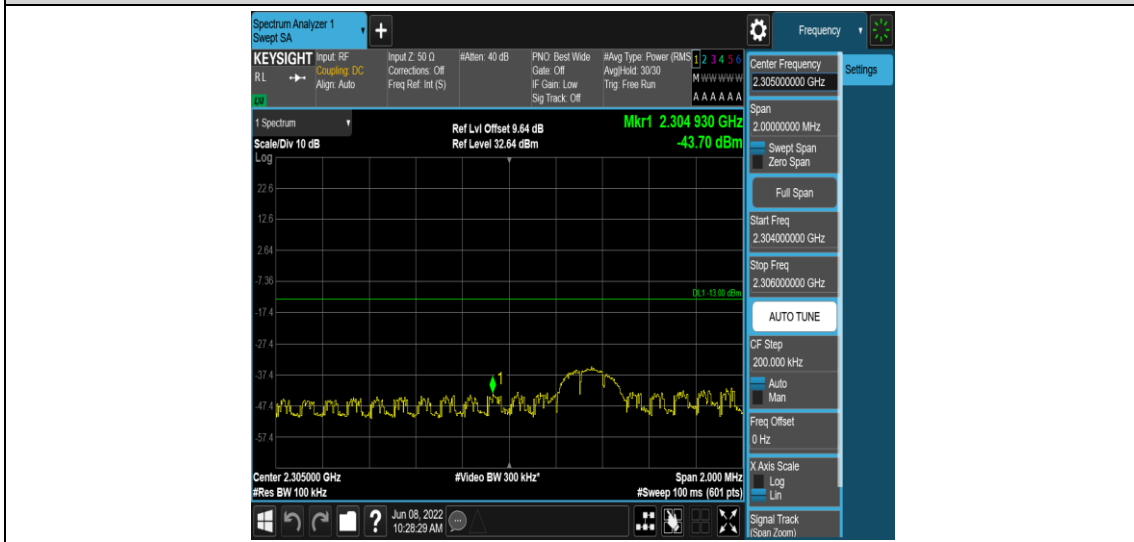 Spectrum Analyzer 1
Swept SA
+
Frequency
KEYSIGHT
RL
LXI
Input: RF
Coupling: DC
Align: Auto
Input Z: 50 Ω
Corrections: Off
Freq Ref: Int (S)
#Atten: 40 dB
PNO: Best Wide
Gate: Off
IF Gain: Low
Sig Track: Off
#Avg Type: Power (RMS
Avg|Hold: 30/30
Trig: Free Run
1 2 3 4 5 6
M W W W W W
A A A A A A
1 Spectrum
Scale/Div 10 dB
Log
Ref Lvl Offset 9.64 dB
Ref Level 32.64 dBm
Mkr1 2.304 930 GHz
-43.70 dBm
22.6
12.6
2.64
-7.36
-17.4
-27.4
-37.4
-47.4
-57.4
DL1 -13.00 dBm
1
Center 2.305000 GHz
#Res BW 100 kHz
#Video BW 300 kHz*
Span 2.000 MHz
#Sweep 100 ms (601 pts)
Center Frequency
2.305000000 GHz
Settings
Span
2.00000000 MHz
Swept Span
Zero Span
Full Span
Start Freq
2.304000000 GHz
Stop Freq
2.306000000 GHz
AUTO TUNE
CF Step
200.000 kHz
Auto
Man
Freq Offset
0 Hz
X Axis Scale
Log
Lin
Signal Track
(Span Zoom)
?
Jun 08, 2022
10:28:29 AM